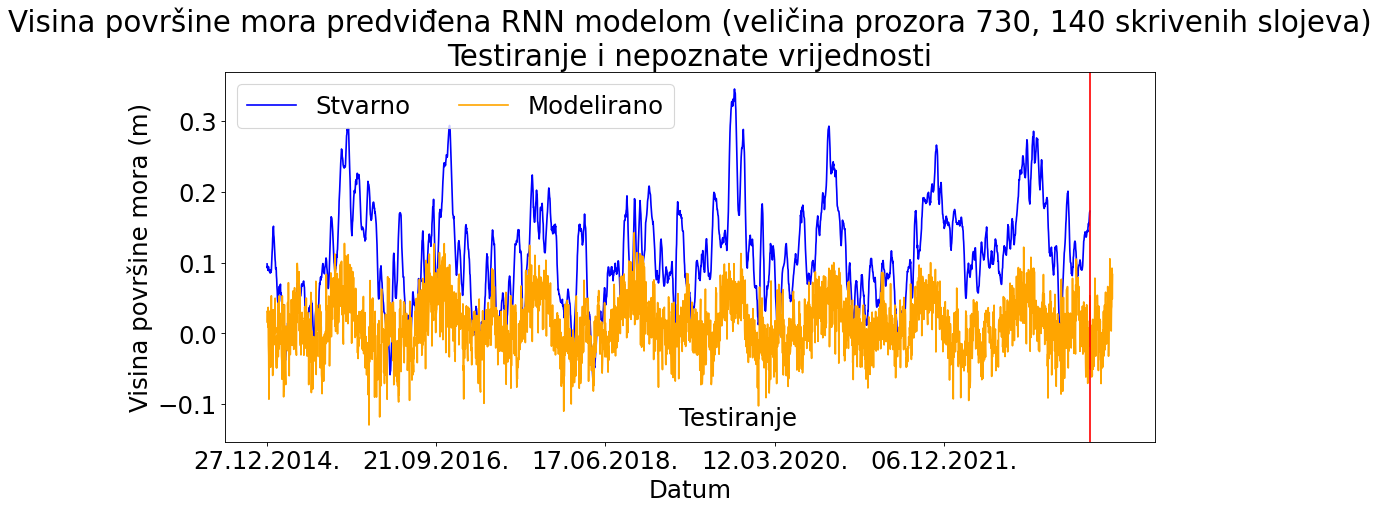 Visina površine mora predviđena RNN modelom (veličina prozora 730, 140 skrivenih slojeva)
Testiranje i nepoznate vrijednosti
Stvarno Modelirano
Visina površine mora (m)
0.3
0.2
0.1
0.0
−0.1
Testiranje
27.12.2014. 21.09.2016. 17.06.2018. 12.03.2020. 06.12.2021.
Datum